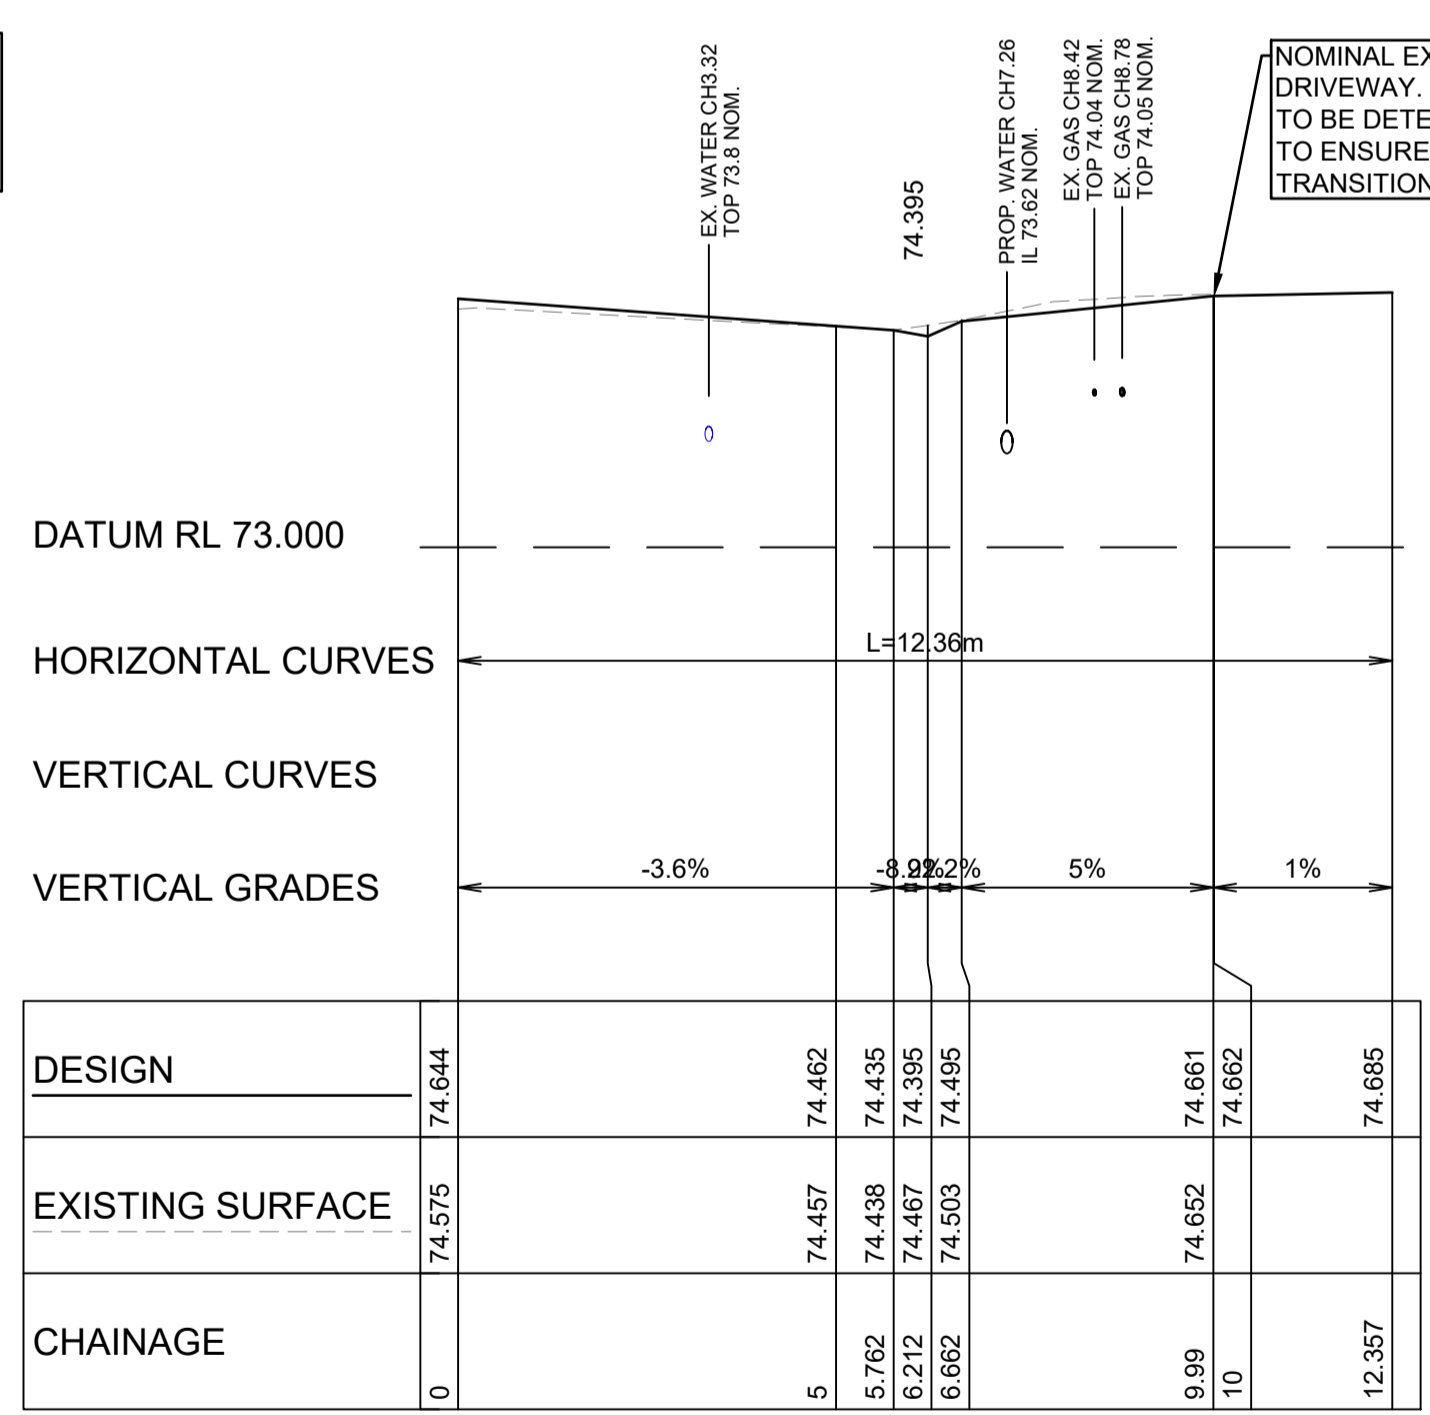 EX. WATER CH3.32
TOP 73.8 NOM.
74.395
PROP. WATER CH7.26
IL 73.62 NOM.
EX. GAS CH8.42
TOP 74.04 NOM.
EX. GAS CH8.78
TOP 74.05 NOM.
NOMINAL EX
DRIVEWAY.
TO BE DETE
TO ENSURE
TRANSITION
DATUM RL 73.000
HORIZONTAL CURVES
L=12.36m
VERTICAL CURVES
VERTICAL GRADES
-3.6%
5%
1%
DESIGN
74.644
74.462
74.435
74.395
74.495
74.661
74.662
74.685
EXISTING SURFACE
74.575
74.457
74.438
74.467
74.503
74.652
CHAINAGE
0
5
5.762
6.212
6.662
9.99
10
12.357